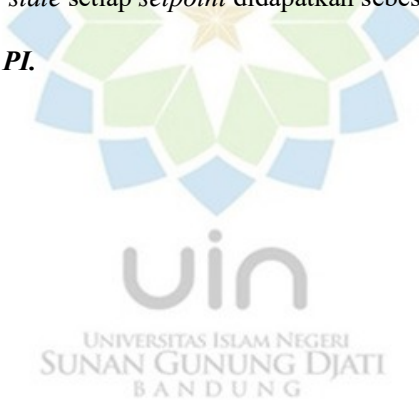 state setiap setpoint didapatkan
PI.
uin
UNIVERSITAS ISLAM NEGERI
SUNAN GUNUNG DJATI
BANDUNG